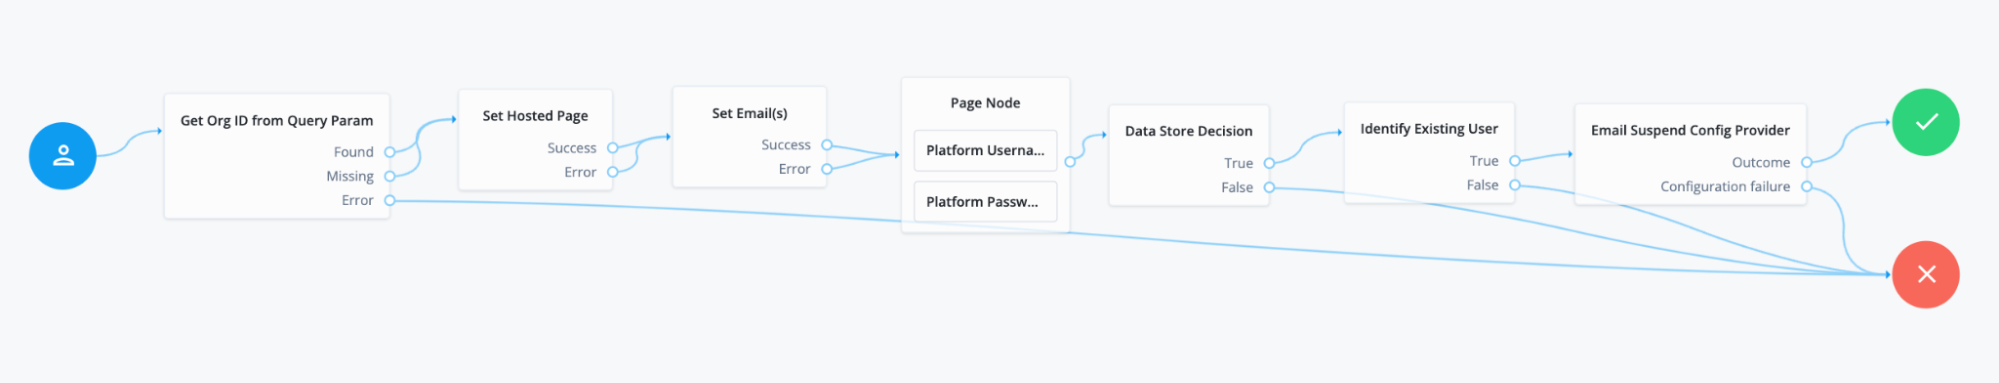 Get Org ID from Query Param
Found
Missing
Error
Set Hosted Page
Success
Error
Set Email(s)
Success
Error
Page Node
Platform Userna...
Platform Passw...
Data Store Decision
True
False
Identify Existing User
True
False
Email Suspend Config Provider
Outcome
Configuration failure